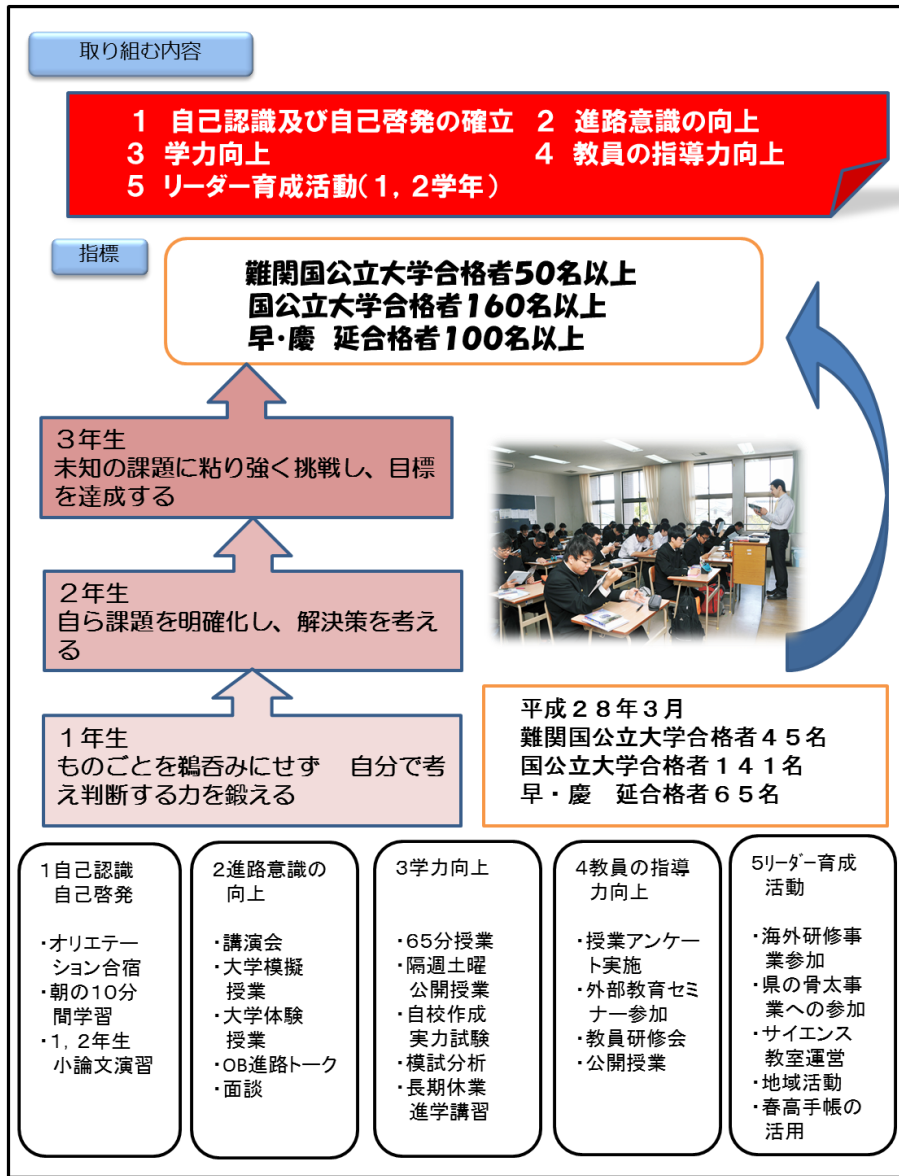 取り組む内容
1 自己認識及び自己啓発の確立 2 進路意識の向上
3 学力向上 4 教員の指導力向上
5 リーダー育成活動(1, 2学年)
指標
難関国公立大学合格者50名以上
国公立大学合格者160名以上
早・慶 延合格者100名以上
3年生
未知の課題に粘り強く挑戦し、目標
を達成する
2年生
自ら課題を明確化し、解決策を考え
る
1年生
ものごとを鵜呑みにせず 自分で考
え判断する力を鍛える
平成28年3月
難関国公立大学合格者45名
国公立大学合格者141名
早・慶 延合格者65名
1自己認識
自己啓発
・オリエテー
ション合宿
・朝の10分
間学習
・1, 2年生
小論文演習
2進路意識の
向上
・講演会
・大学模擬
授業
・大学体験
授業
・OB進路トーク
・面談
3学力向上
・65分授業
・隔週土曜
公開授業
・自校作成
実力試験
・模試分析
・長期休業
進学講習
4教員の指導
力向上
・授業アンケー
ト実施
・外部教育セミ
ナー参加
・教員研修会
・公開授業
5リーダー育成
活動
・海外研修事
業参加
・県の骨太事
業への参加
・サイエンス
教室運営
・地域活動
・春高手帳の
活用